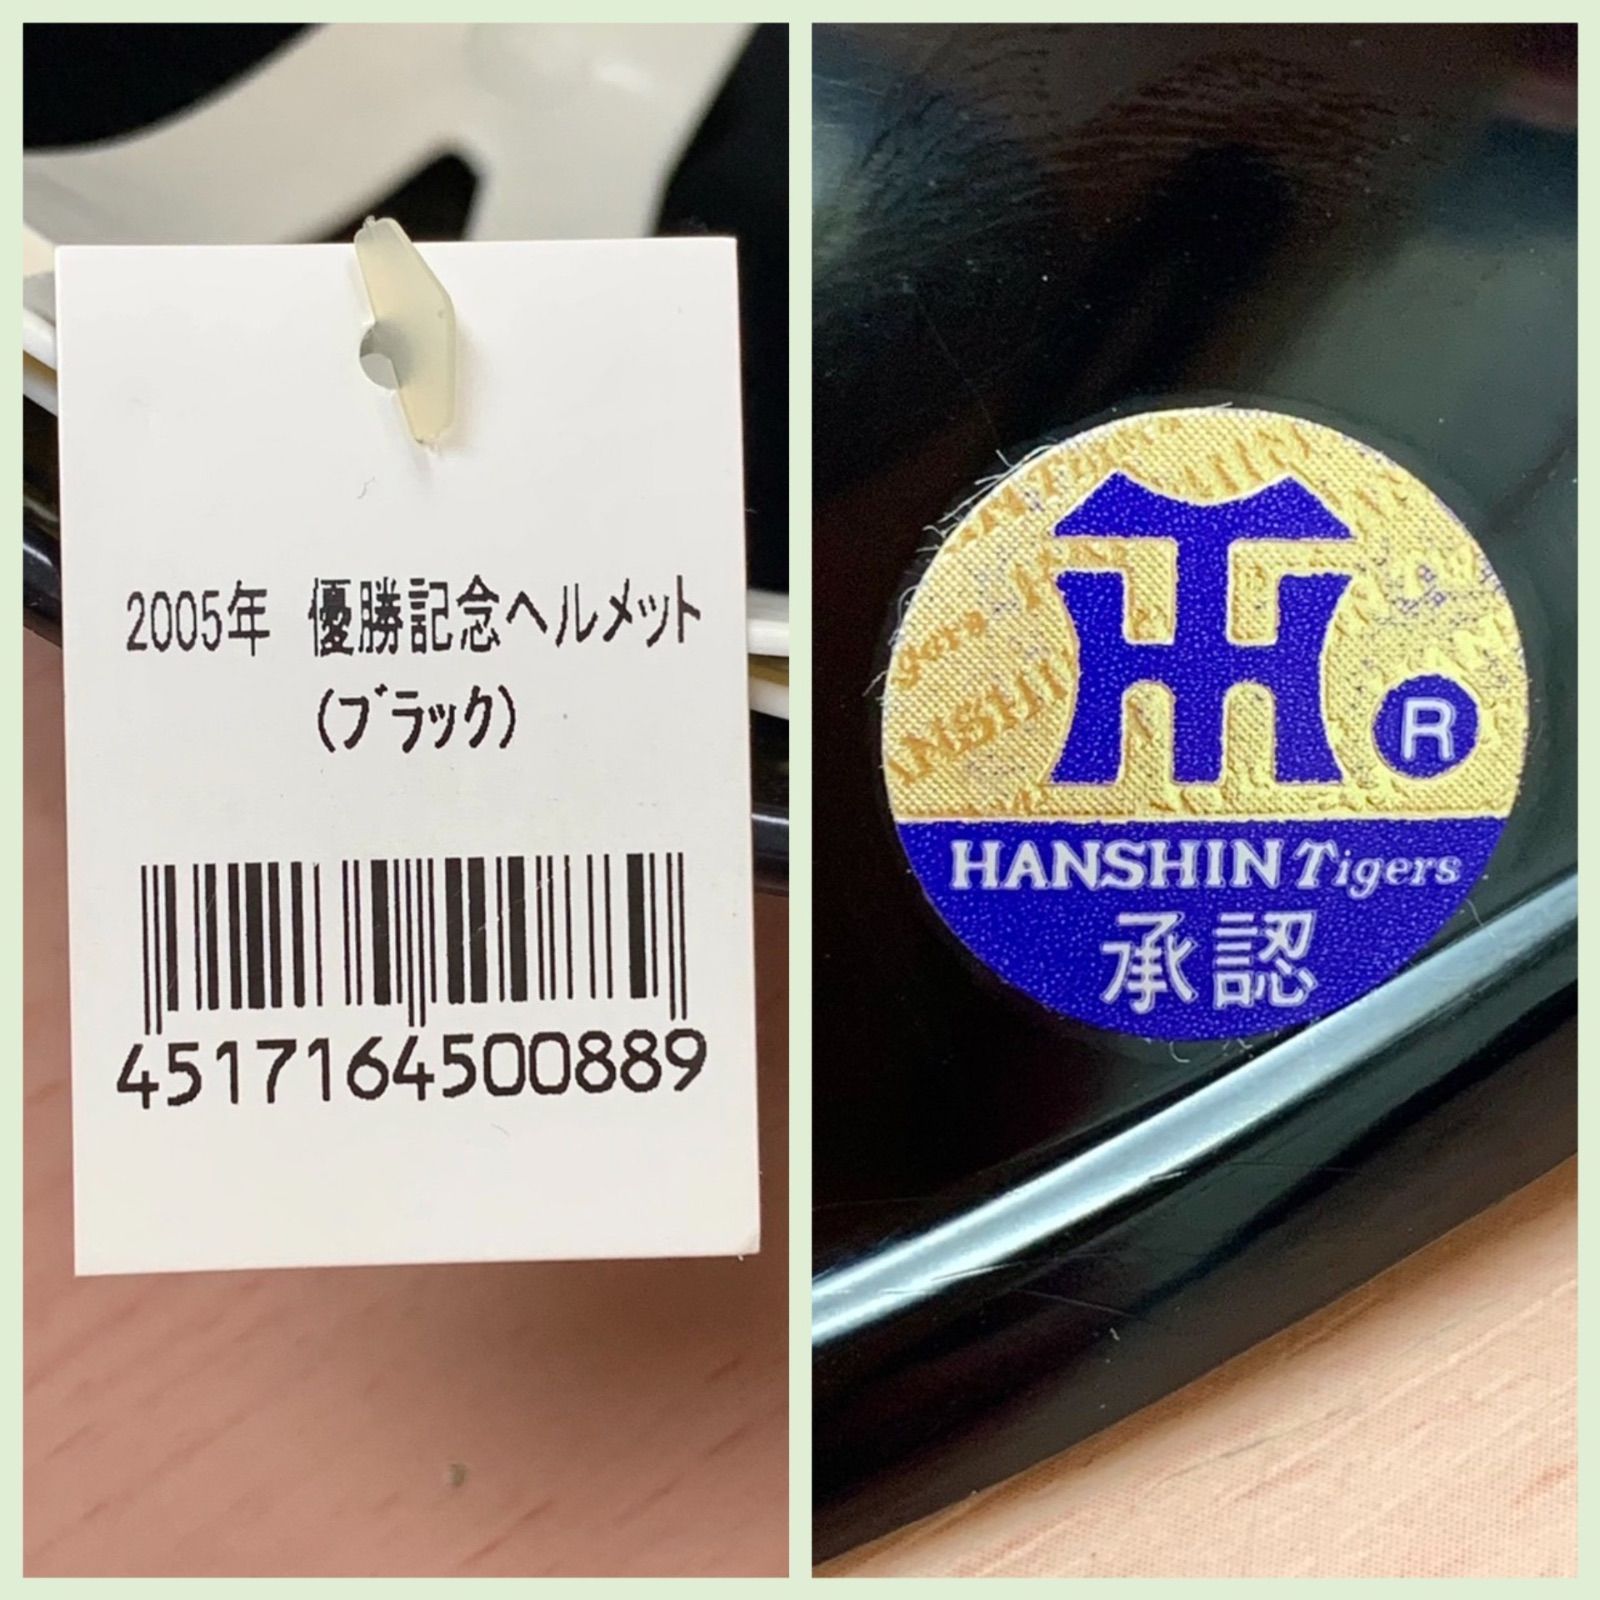 2005年 優勝記念ヘルメット
(ブラック)
4517164500889
R
HANSHIN Tigers
承認